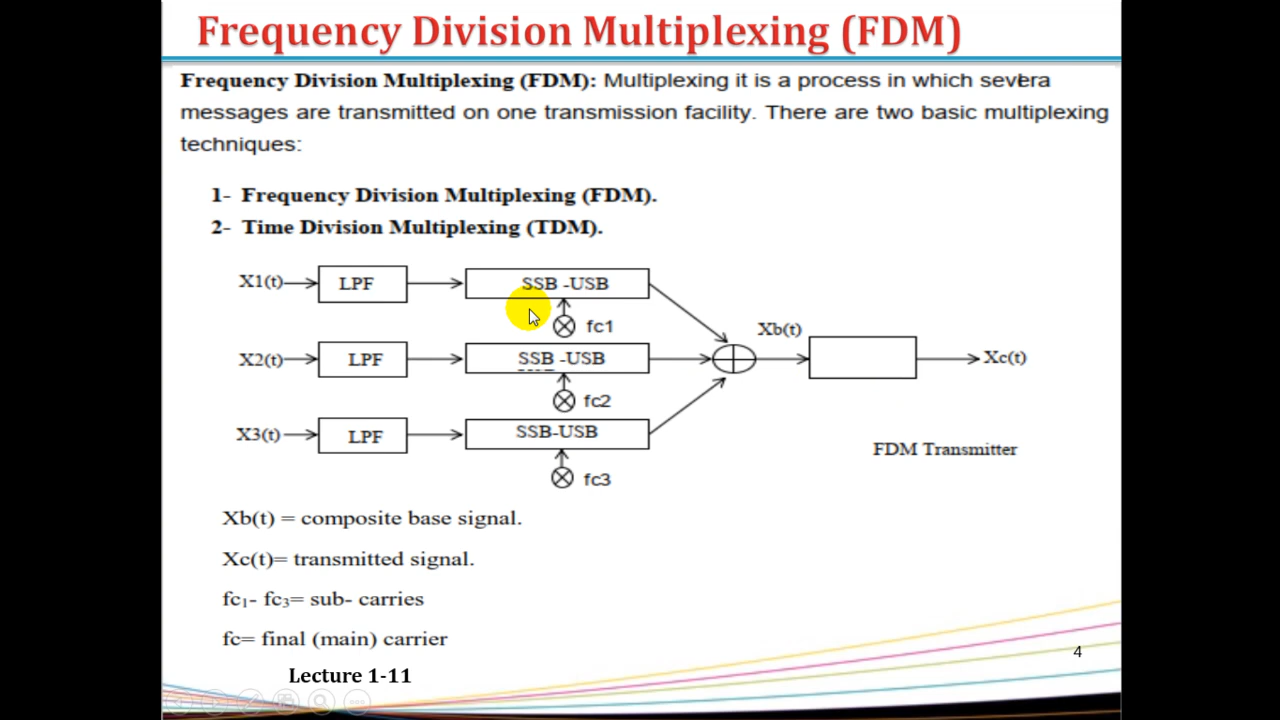 Frequency Division Multiplexing (FDM)
Frequency Division Multiplexing (FDM): Multiplexing it is a process in which severa
messages are transmitted on one transmission facility. There are two basic multiplexing
techniques:
1- Frequency Division Multiplexing (FDM).
2- Time Division Multiplexing (TDM).
X1(t) LPF SSB -USB
fc1
X2(t) LPF SSB -USB Xb(t) Xc(t)
fc2
X3(t) LPF SSB-USB
FDM Transmitter
fc3
Xb(t) = composite base signal.
Xc(t)= transmitted signal.
fc₁- fc₃= sub- carries
fc= final (main) carrier
Lecture 1-11
4